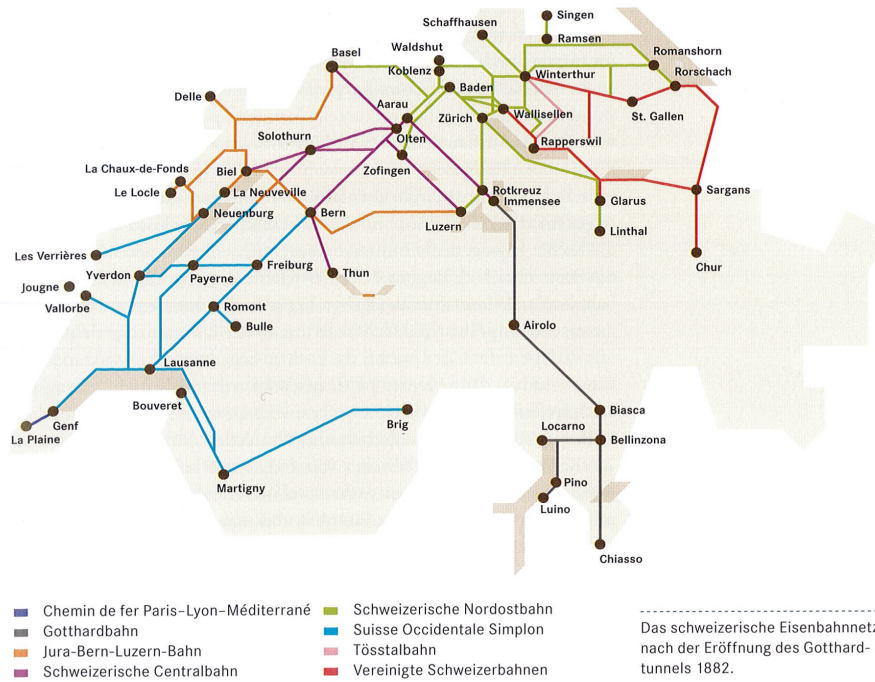 Singen
Schaffhausen
Ramsen
Waldshut
Basel
Romanshorn
Koblenz
Winterthur
Rorschach
Baden
Delle
Aarau
Zürich
Wallisellen
St. Gallen
Solothurn
Olten
Rapperswil
La Chaux-de-Fonds
Zofingen
Biel
Le Locle
La Neuveville
Rotkreuz
Sargans
Neuenburg
Bern
Immensee
Glarus
Luzern
Linthal
Les Verrières
Chur
Yverdon
Payerne
Freiburg
Thun
Jougne
Vallorbe
Romont
Bulle
Airolo
Lausanne
Bouveret
Genf
Brig
Biasca
Locarno
La Plaine
Bellinzona
Martigny
Pino
Luino
Chiasso
Chemin de fer Paris–Lyon–Méditerrané
Gotthardbahn
Jura-Bern-Luzern-Bahn
Schweizerische Centralbahn
Schweizerische Nordostbahn
Suisse Occidentale Simplon
Tösstalbahn
Vereinigte Schweizerbahnen
Das schweizerische Eisenbahnnetz
nach der Eröffnung des Gotthard-
tunnels 1882.